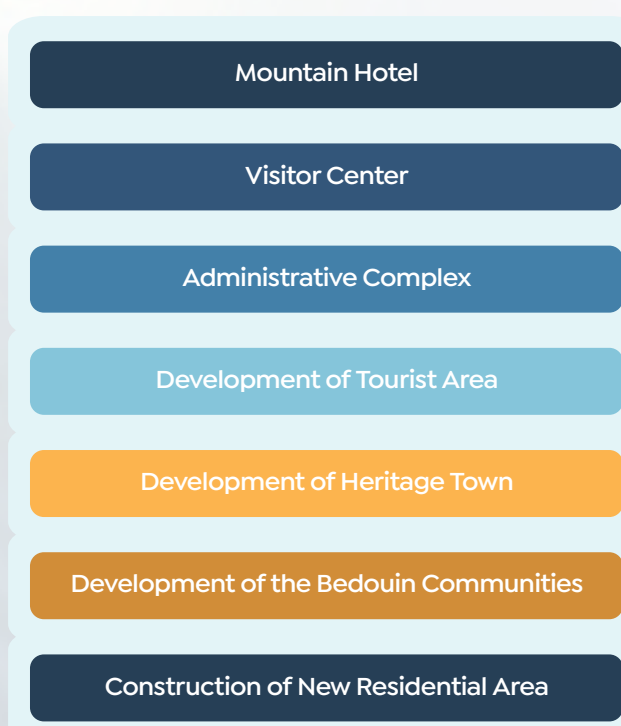 Mountain Hotel
Visitor Center
Administrative Complex
Development of Tourist Area
Development of Heritage Town
Development of the Bedouin Communities
Construction of New Residential Area